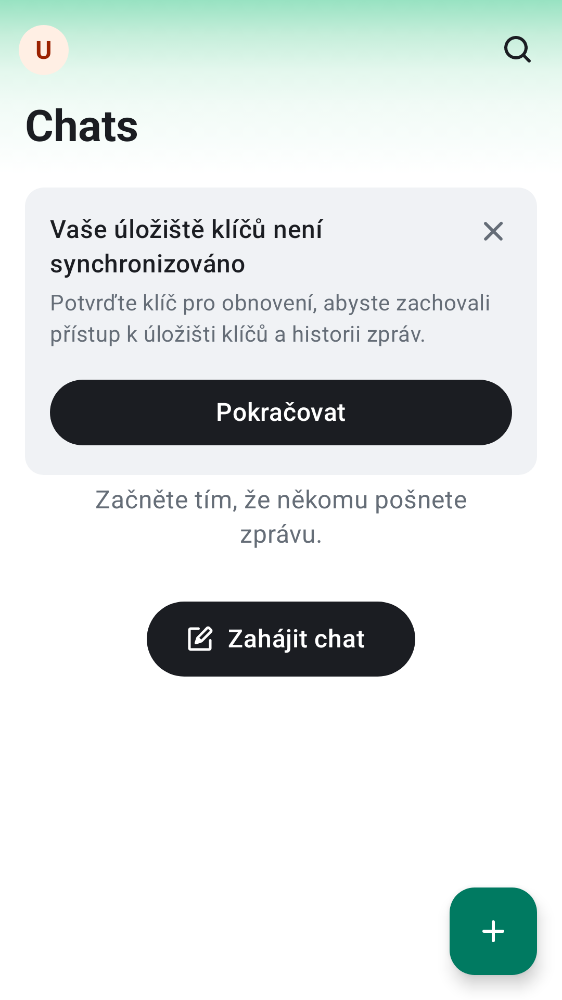 U
Chats
Vaše úložiště klíčů není
synchronizováno
Potvrďte klíč pro obnovení, abyste zachovali
přístup k úložišti klíčů a historii zpráv.
Pokračovat
Začněte tím, že někomu pošnete
zprávu.
Zahájit chat